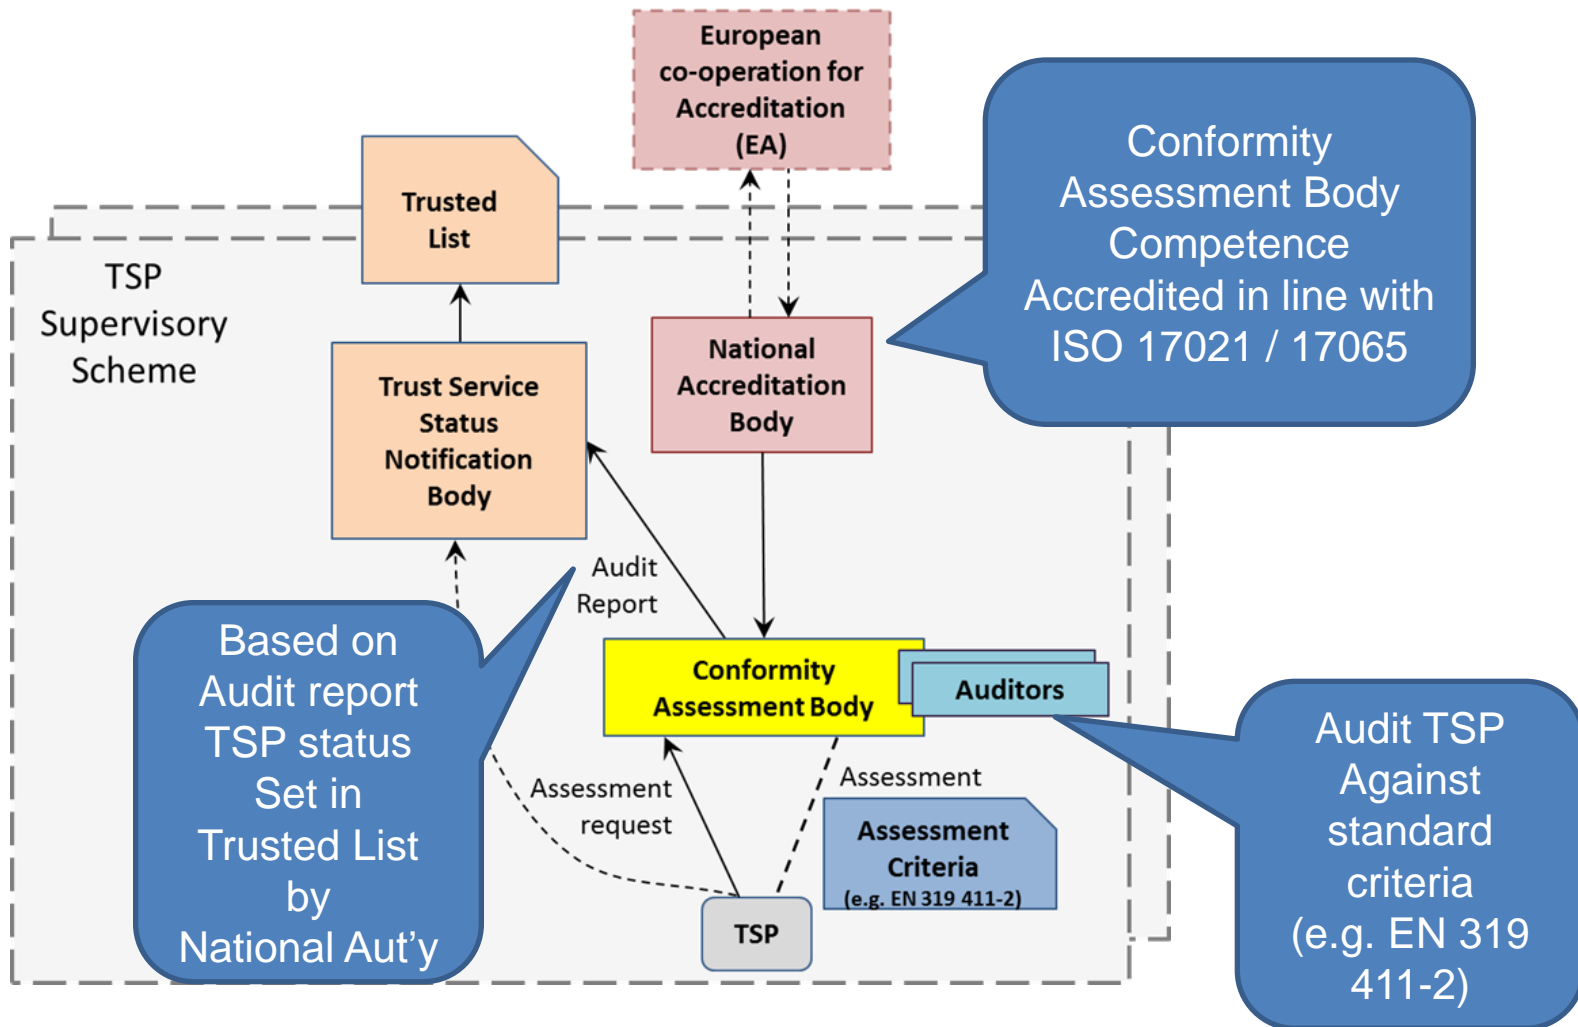 European
co-operation for
Accreditation
(EA)
Conformity
Assessment Body
Competence
Accredited in line with
ISO 17021 / 17065
Trusted
List
TSP
Supervisory
Scheme
National
Accreditation
Body
Trust Service
Status
Notification
Body
Audit
Report
Based on
Audit report
TSP status
Set in
Trusted List
by
National Aut'y
Conformity
Assessment Body
Auditors
Audit TSP
Against
standard
criteria
(e.g. EN 319
411-2)
Assessment
request
Assessment
Assessment
Criteria
(e.g. EN 319 411-2)
TSP